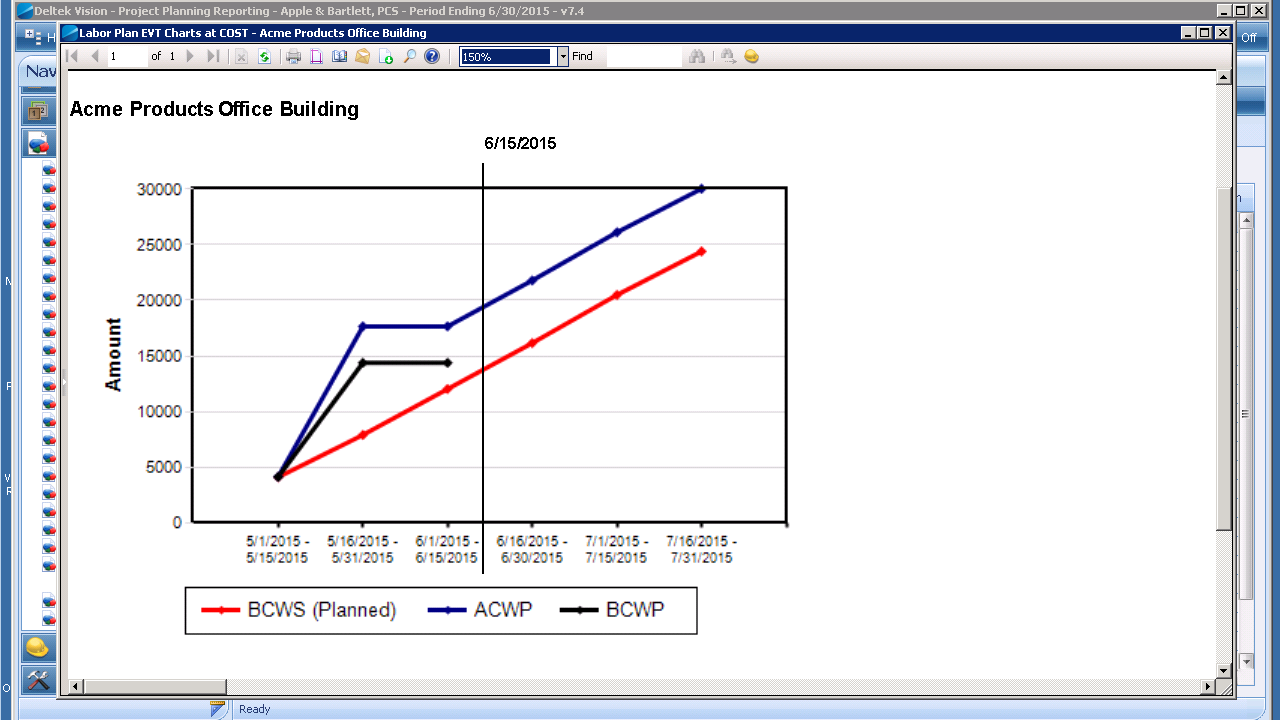 Deltek Vision - Project Planning Reporting - Apple & Bartlett, PCS - Period Ending 6/30/2015 - v7.4
Labor Plan EVT Charts at COST - Acme Products Office Building
H
Off
1 of 1
150%
Find
Nav
Acme Products Office Building
6/15/2015
30000
25000
20000
15000
10000
5000
0
Amount
5/1/2015 - 5/15/2015
5/16/2015 - 5/31/2015
6/1/2015 - 6/15/2015
6/16/2015 - 6/30/2015
7/1/2015 - 7/15/2015
7/16/2015 - 7/31/2015
BCWS (Planned)
ACWP
BCWP
Ready